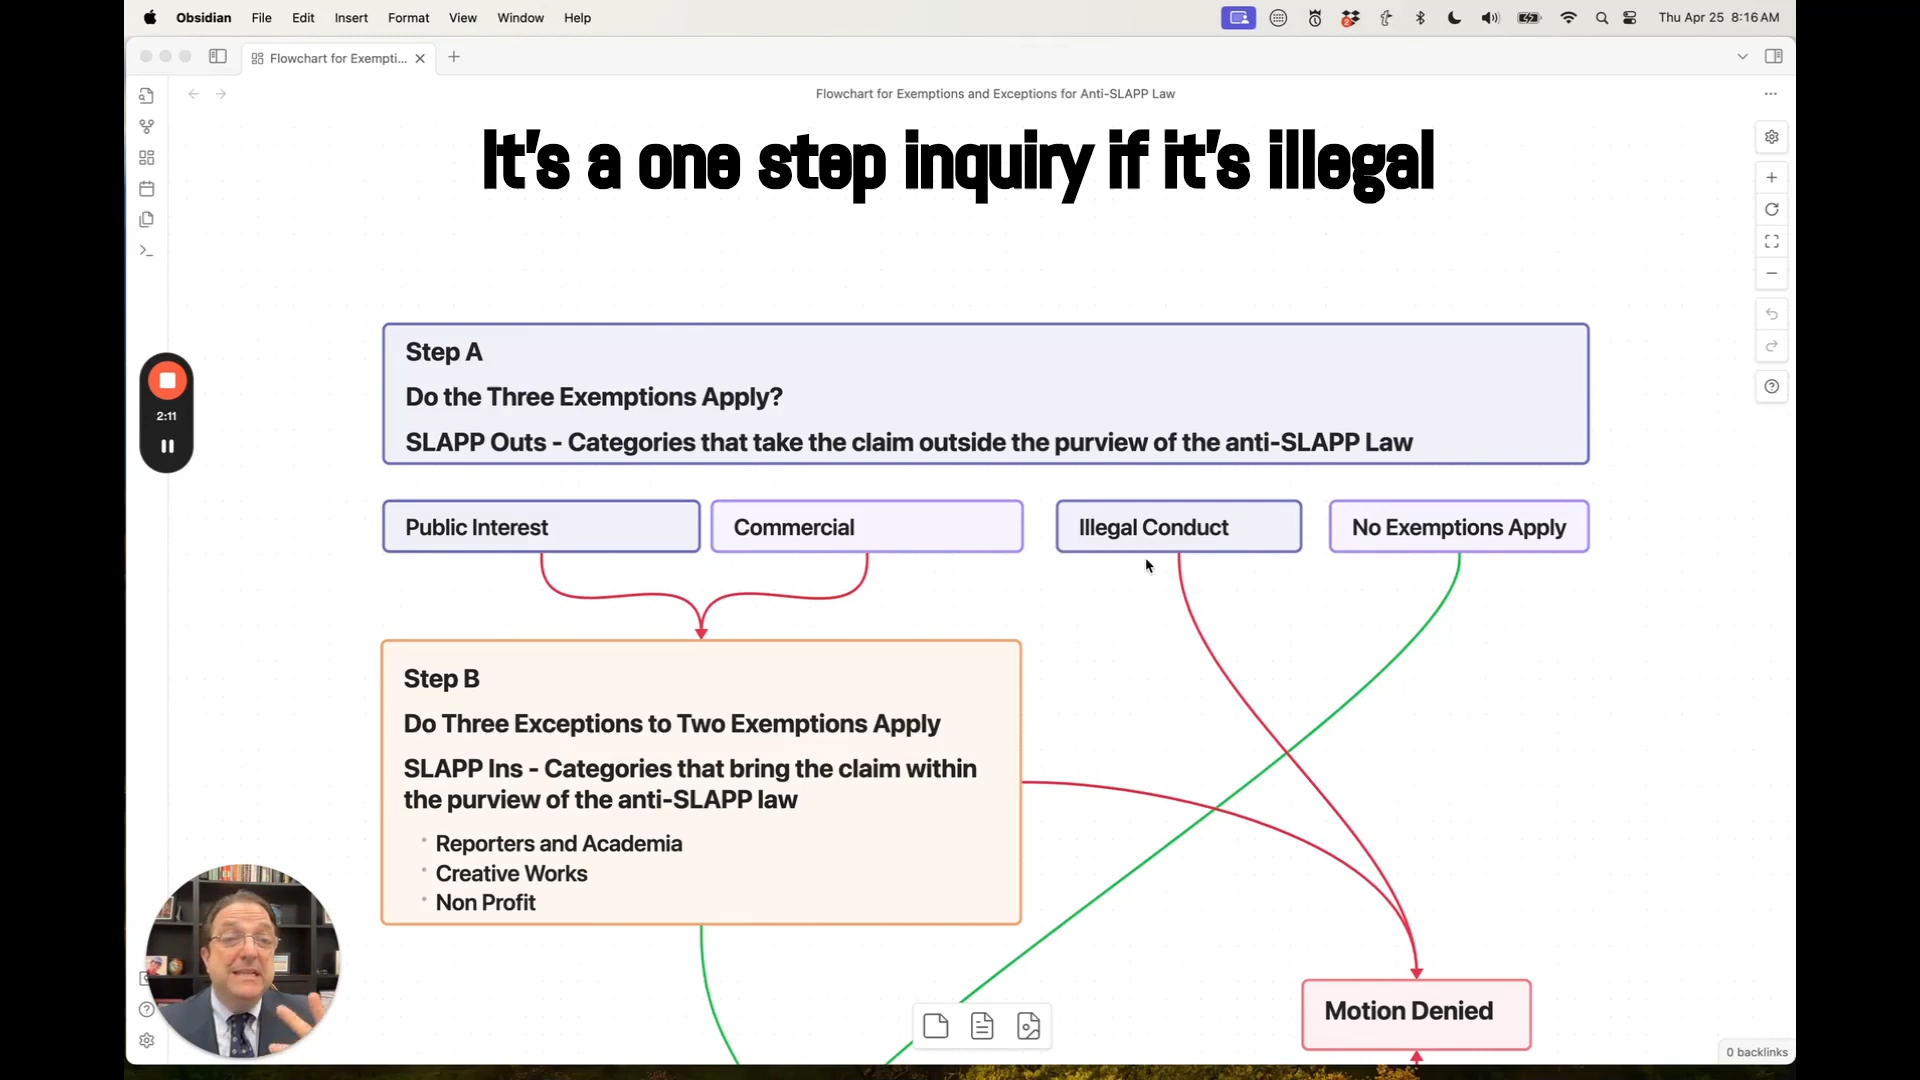 Obsidian File Edit Insert Format View Window Help
Thu Apr 25 8:16 AM
Flowchart for Exempti...
Flowchart for Exemptions and Exceptions for Anti-SLAPP Law
It's a one step inquiry if it's illegal
Step A
Do the Three Exemptions Apply?
SLAPP Outs - Categories that take the claim outside the purview of the anti-SLAPP Law
2:11
Public Interest
Commercial
Illegal Conduct
No Exemptions Apply
Step B
Do Three Exceptions to Two Exemptions Apply
SLAPP Ins - Categories that bring the claim within
the purview of the anti-SLAPP law
Reporters and Academia
Creative Works
Non Profit
Motion Denied
0 backlinks